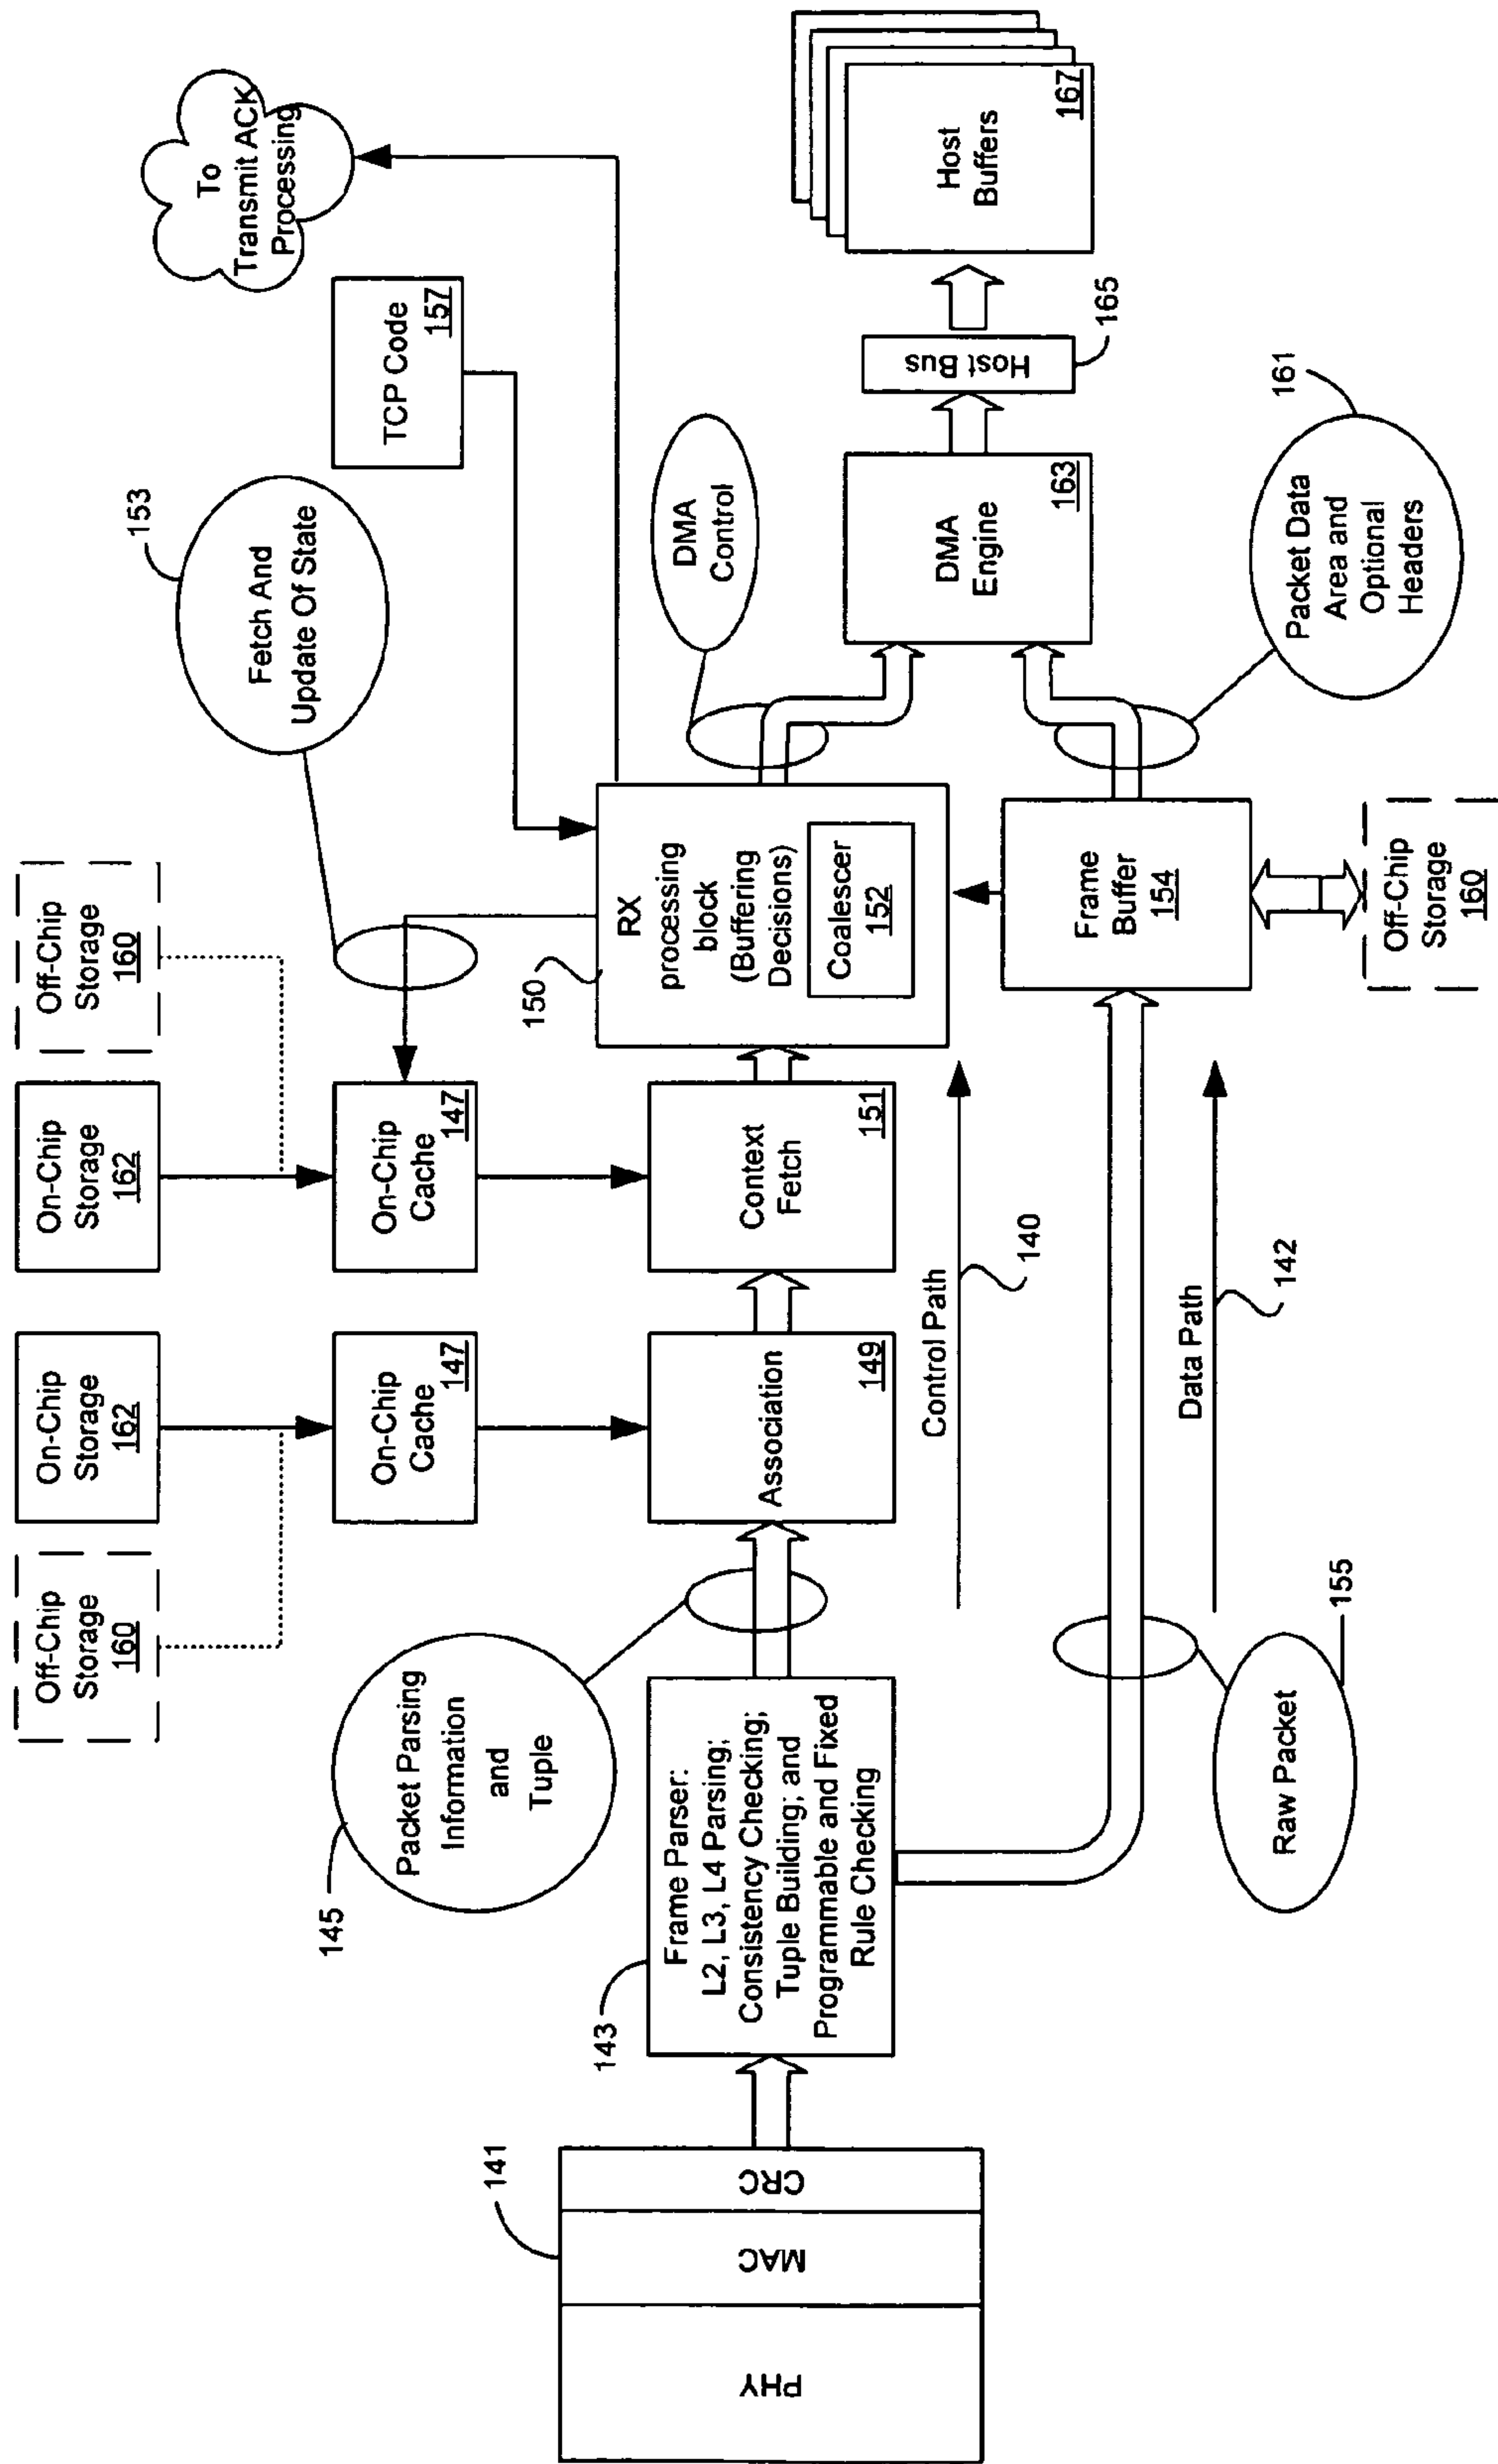 Off-Chip
Storage
160
On-Chip
Storage
162
On-Chip
Storage
162
Off-Chip
Storage
160
153
Fetch And
Update Of State
To
Transmit ACK
Processing
145
Packet Parsing
Information
and
Tuple
On-Chip
Cache
147
On-Chip
Cache
147
TCP Code
157
141
PHY
MAC
CRC
143
Frame Parser:
L2, L3, L4 Parsing;
Consistency Checking;
Tuple Building; and
Programmable and Fixed
Rule Checking
Association
149
Context
Fetch
151
150
RX
processing
block
(Buffering
Decisions)
Coalescer
152
DMA
Control
DMA
Engine
163
Host Bus
165
Host
Buffers
167
Control Path
140
Data Path
142
Raw Packet
155
Frame
Buffer
154
Off-Chip
Storage
160
Packet Data
Area and
Optional
Headers
161